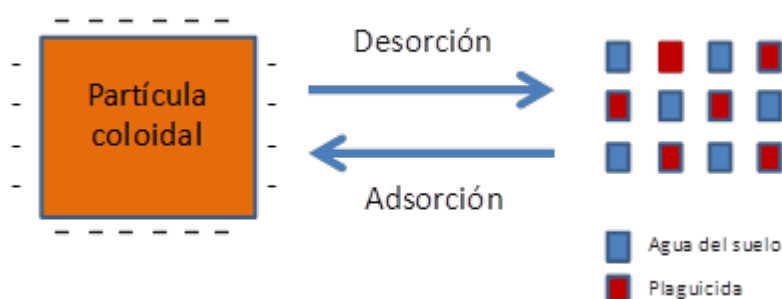 Desorción
Partícula
coloidal
Adsorción
Agua del suelo
Plaguicida